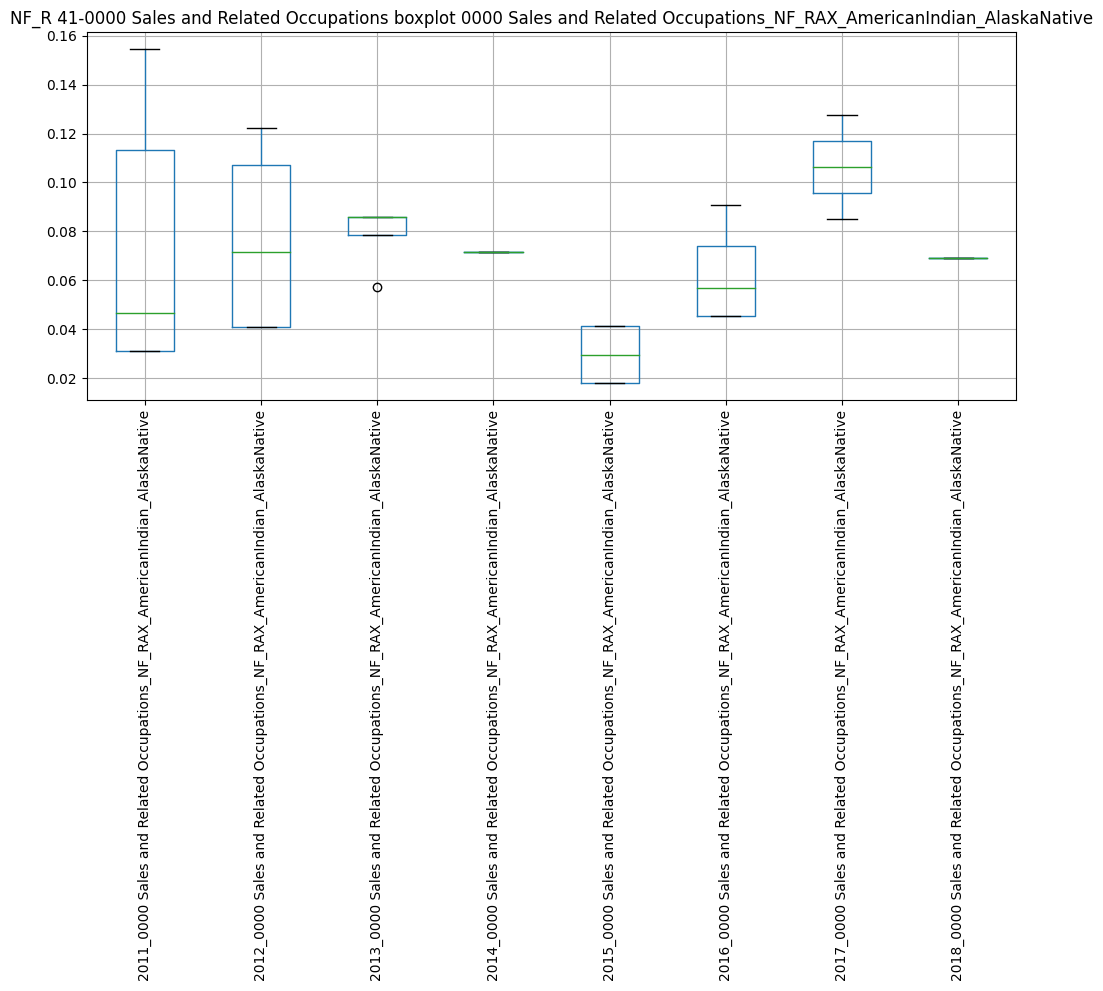 NF_R 41-0000 Sales and Related Occupations boxplot 0000 Sales and Related Occupations_NF_RAX_AmericanIndian_AlaskaNative
0.16
0.14
0.12
0.10
0.08
0.06
0.04
0.02
2011_0000 Sales and Related Occupations_NF_RAX_AmericanIndian_AlaskaNative
2012_0000 Sales and Related Occupations_NF_RAX_AmericanIndian_AlaskaNative
2013_0000 Sales and Related Occupations_NF_RAX_AmericanIndian_AlaskaNative
2014_0000 Sales and Related Occupations_NF_RAX_AmericanIndian_AlaskaNative
2015_0000 Sales and Related Occupations_NF_RAX_AmericanIndian_AlaskaNative
2016_0000 Sales and Related Occupations_NF_RAX_AmericanIndian_AlaskaNative
2017_0000 Sales and Related Occupations_NF_RAX_AmericanIndian_AlaskaNative
2018_0000 Sales and Related Occupations_NF_RAX_AmericanIndian_AlaskaNative